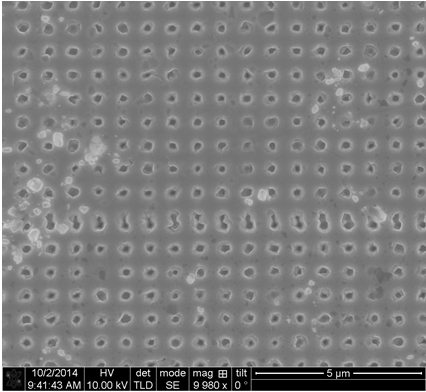 10/2/2014 HV det mode mag ⊞ tilt
9:41:43 AM 10.00 kV TLD SE 9 980 x 0 ° 5 µm